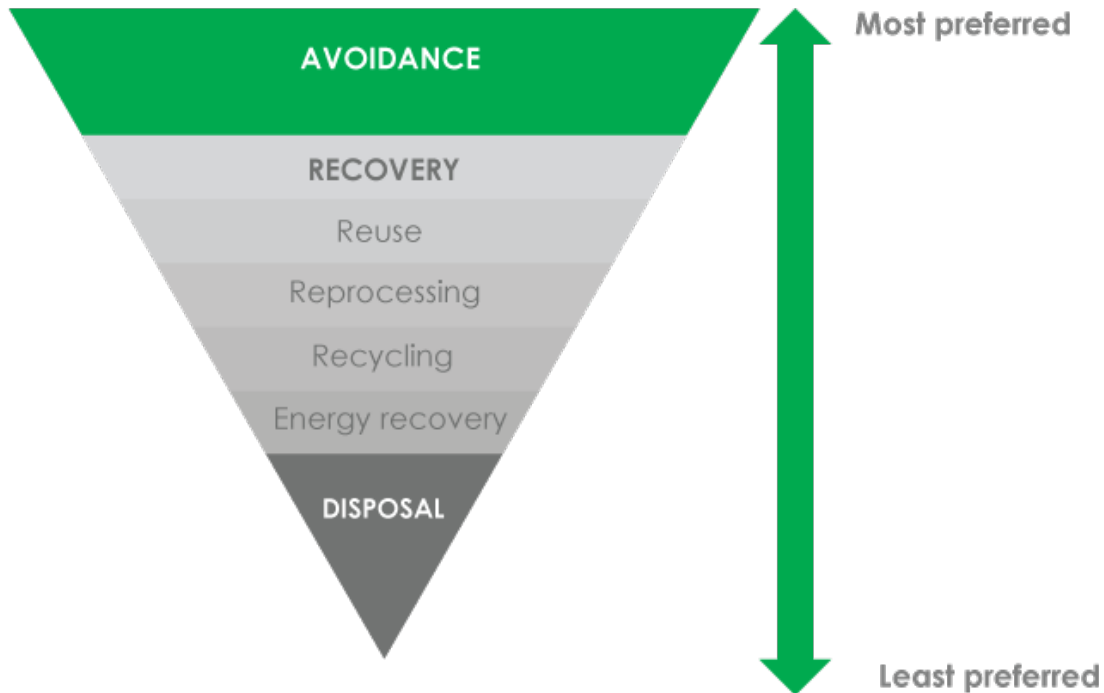 Most preferred
AVOIDANCE
RECOVERY
Reuse
Reprocessing
Recycling
Energy recovery
DISPOSAL
Least preferred